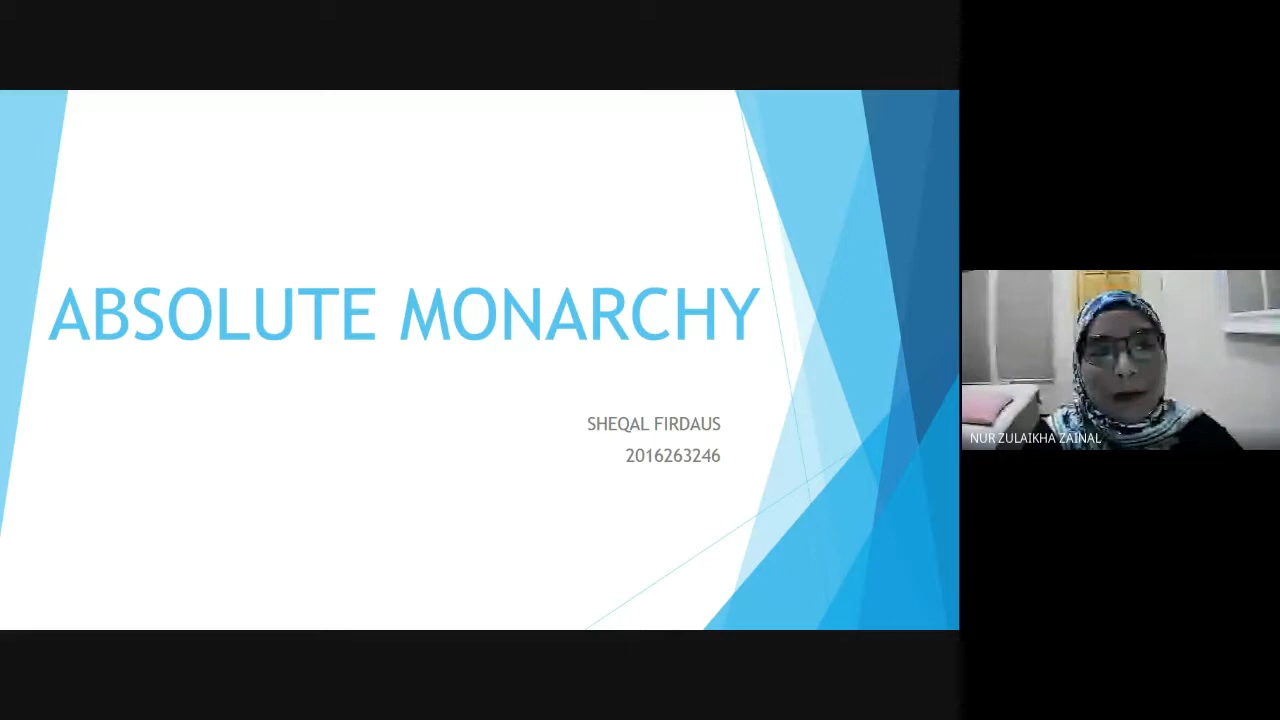 ABSOLUTE MONARCHY
SHEQAL FIRDAUS
2016263246
NUR ZULAIKHA ZAINAL